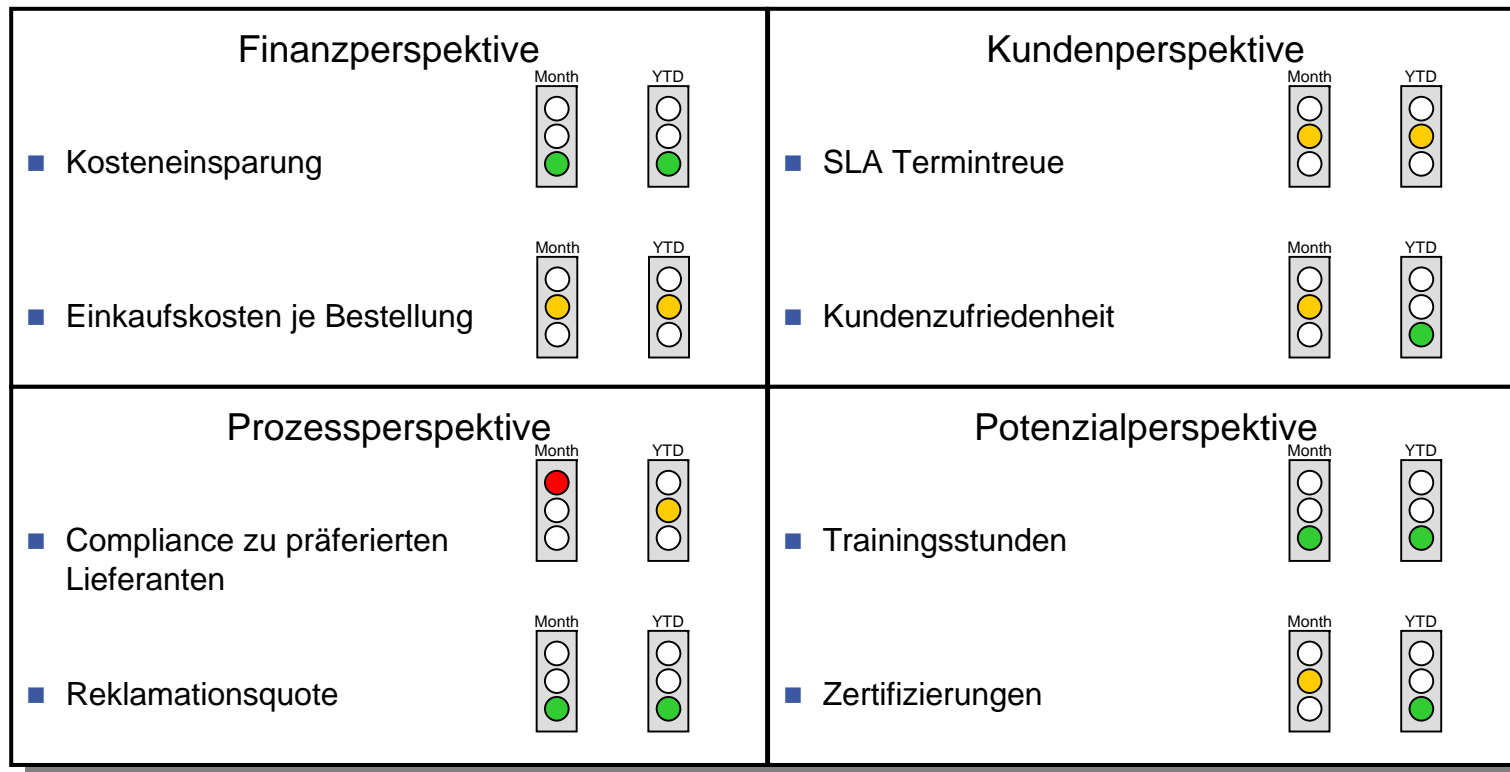 Finanzperspektive
Month YTD
Kosteneinsparung
Month YTD
Einkaufskosten je Bestellung
Kundenperspektive
Month YTD
SLA Termintreue
Month YTD
Kundenzufriedenheit
Prozessperspektive
Month YTD
Compliance zu präferierten
Lieferanten
Month YTD
Reklamationsquote
Potenzialperspektive
Month YTD
Trainingsstunden
Month YTD
Zertifizierungen